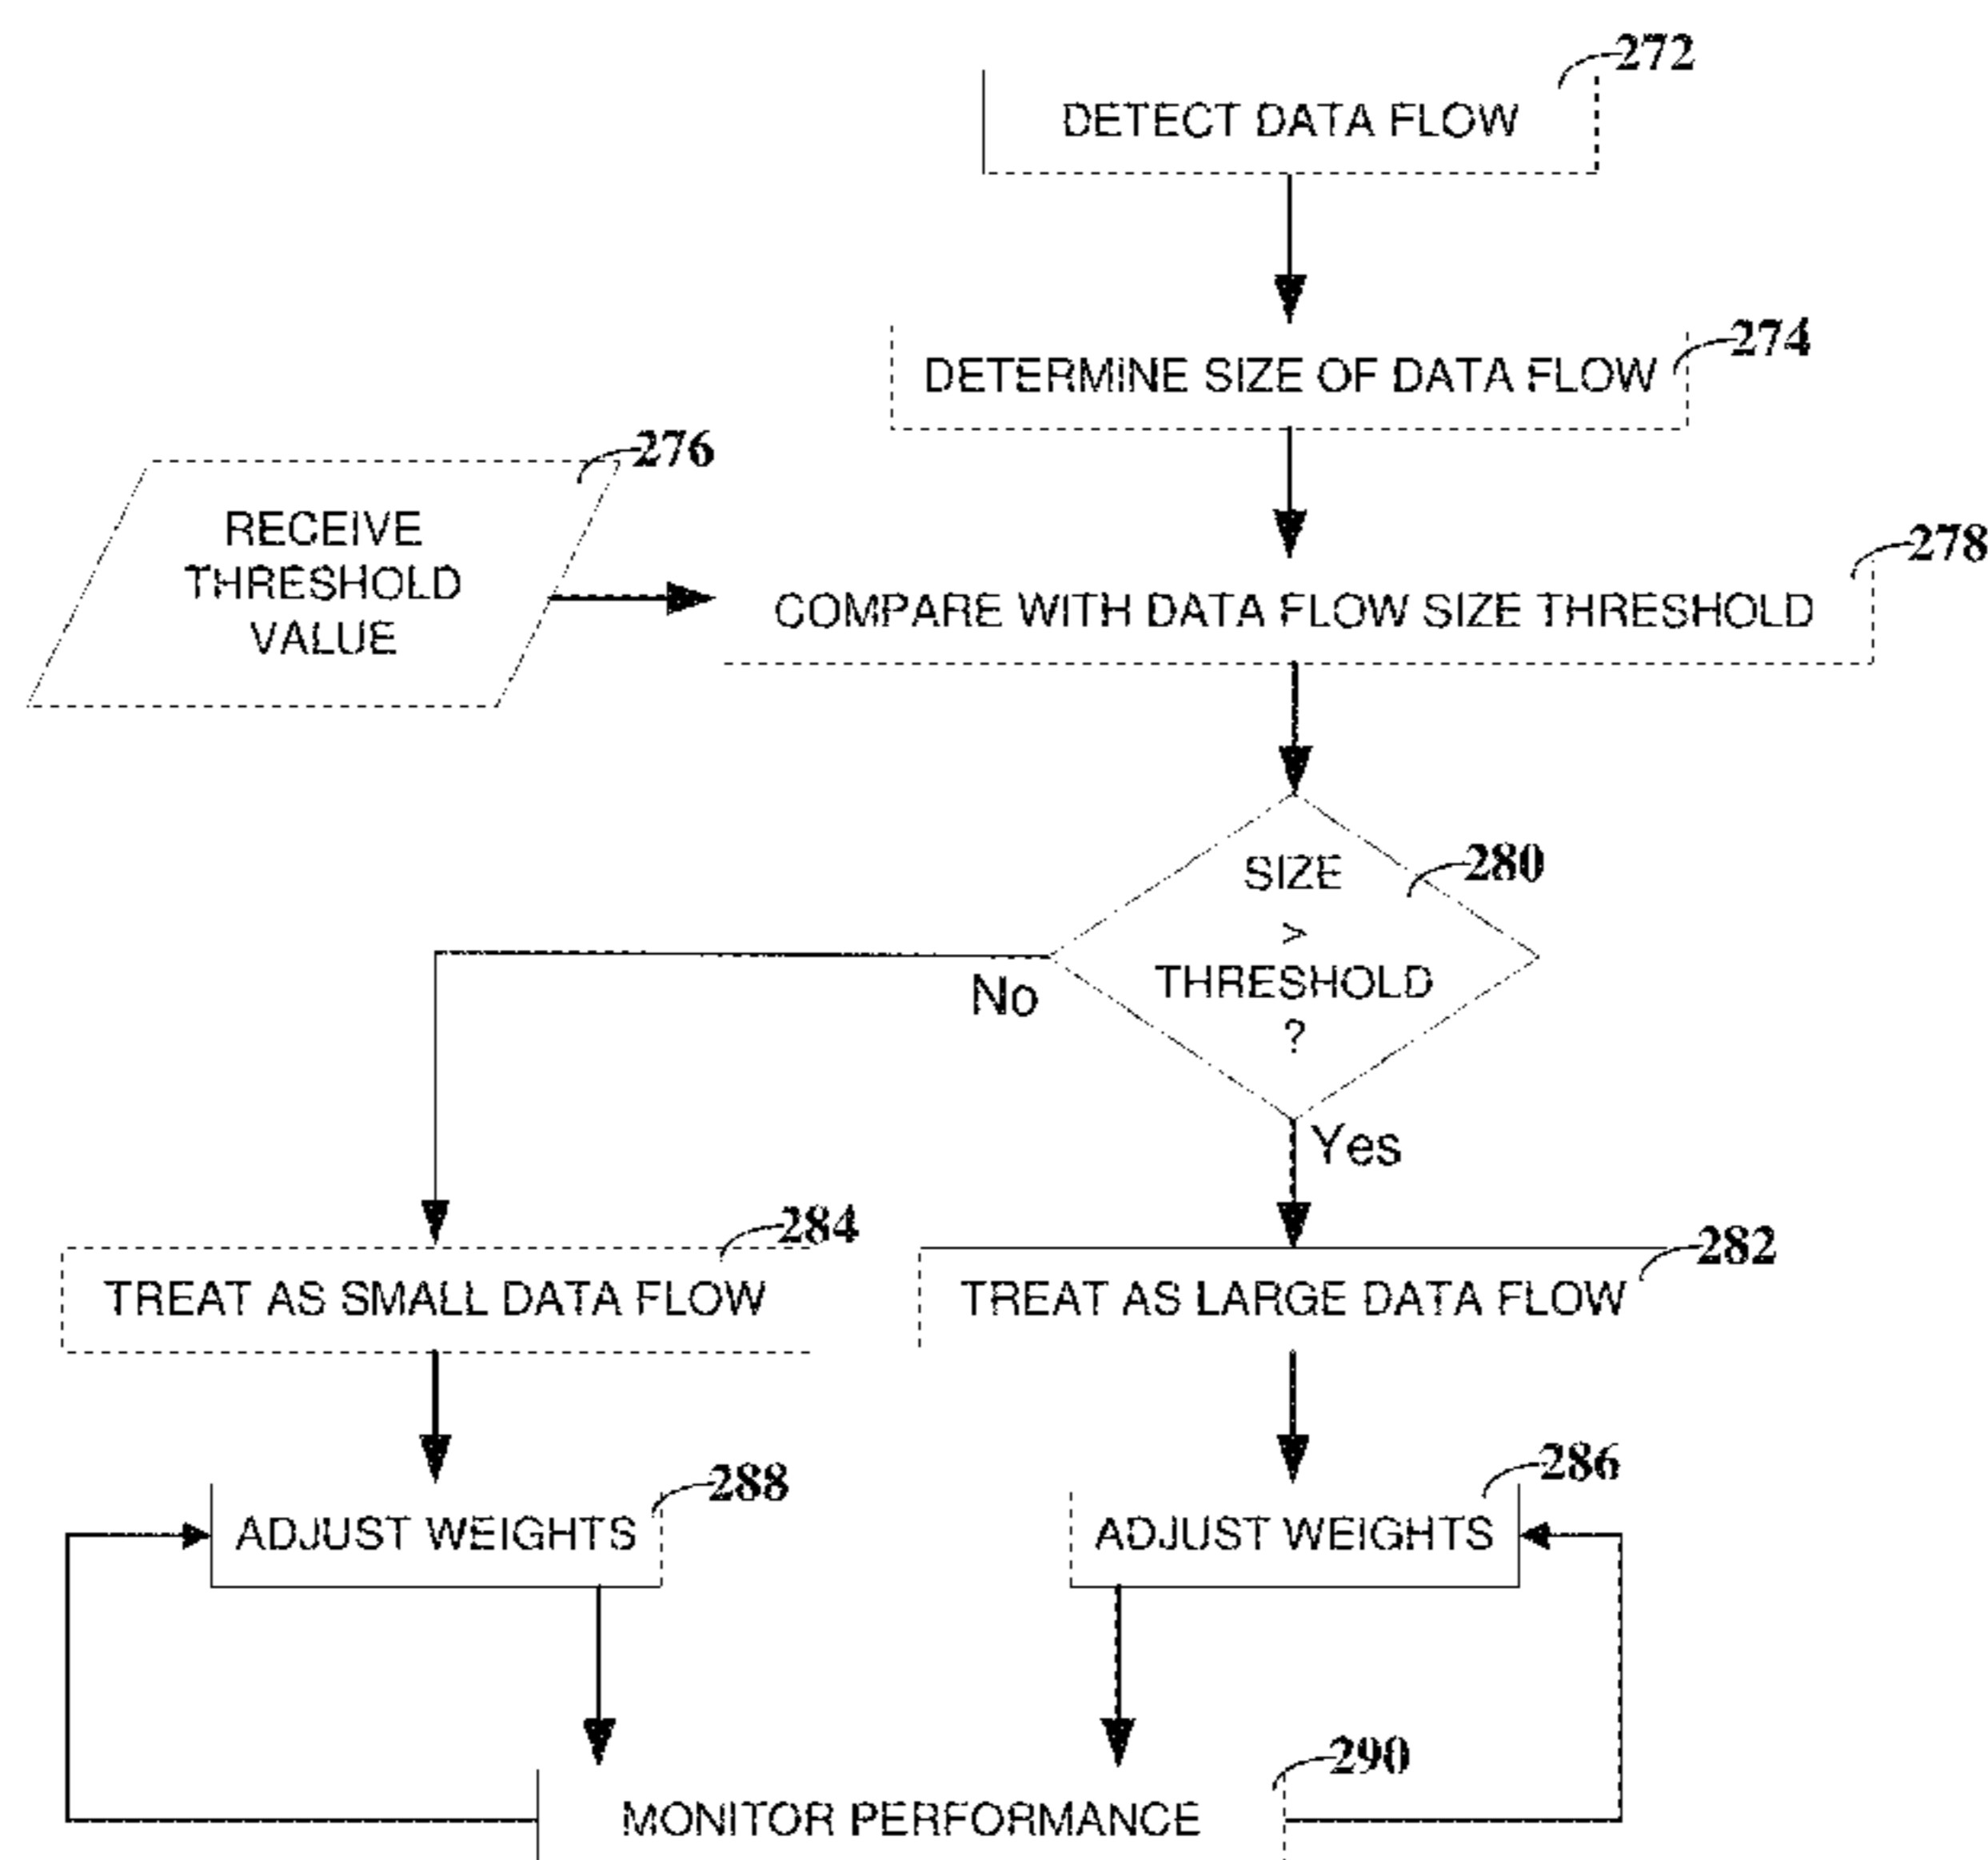 272
DETECT DATA FLOW
274
DETERMINE SIZE OF DATA FLOW
276
RECEIVE
THRESHOLD
VALUE
278
COMPARE WITH DATA FLOW SIZE THRESHOLD
280
SIZE
>
THRESHOLD
?
No
Yes
284
TREAT AS SMALL DATA FLOW
282
TREAT AS LARGE DATA FLOW
288
ADJUST WEIGHTS
286
ADJUST WEIGHTS
290
MONITOR PERFORMANCE